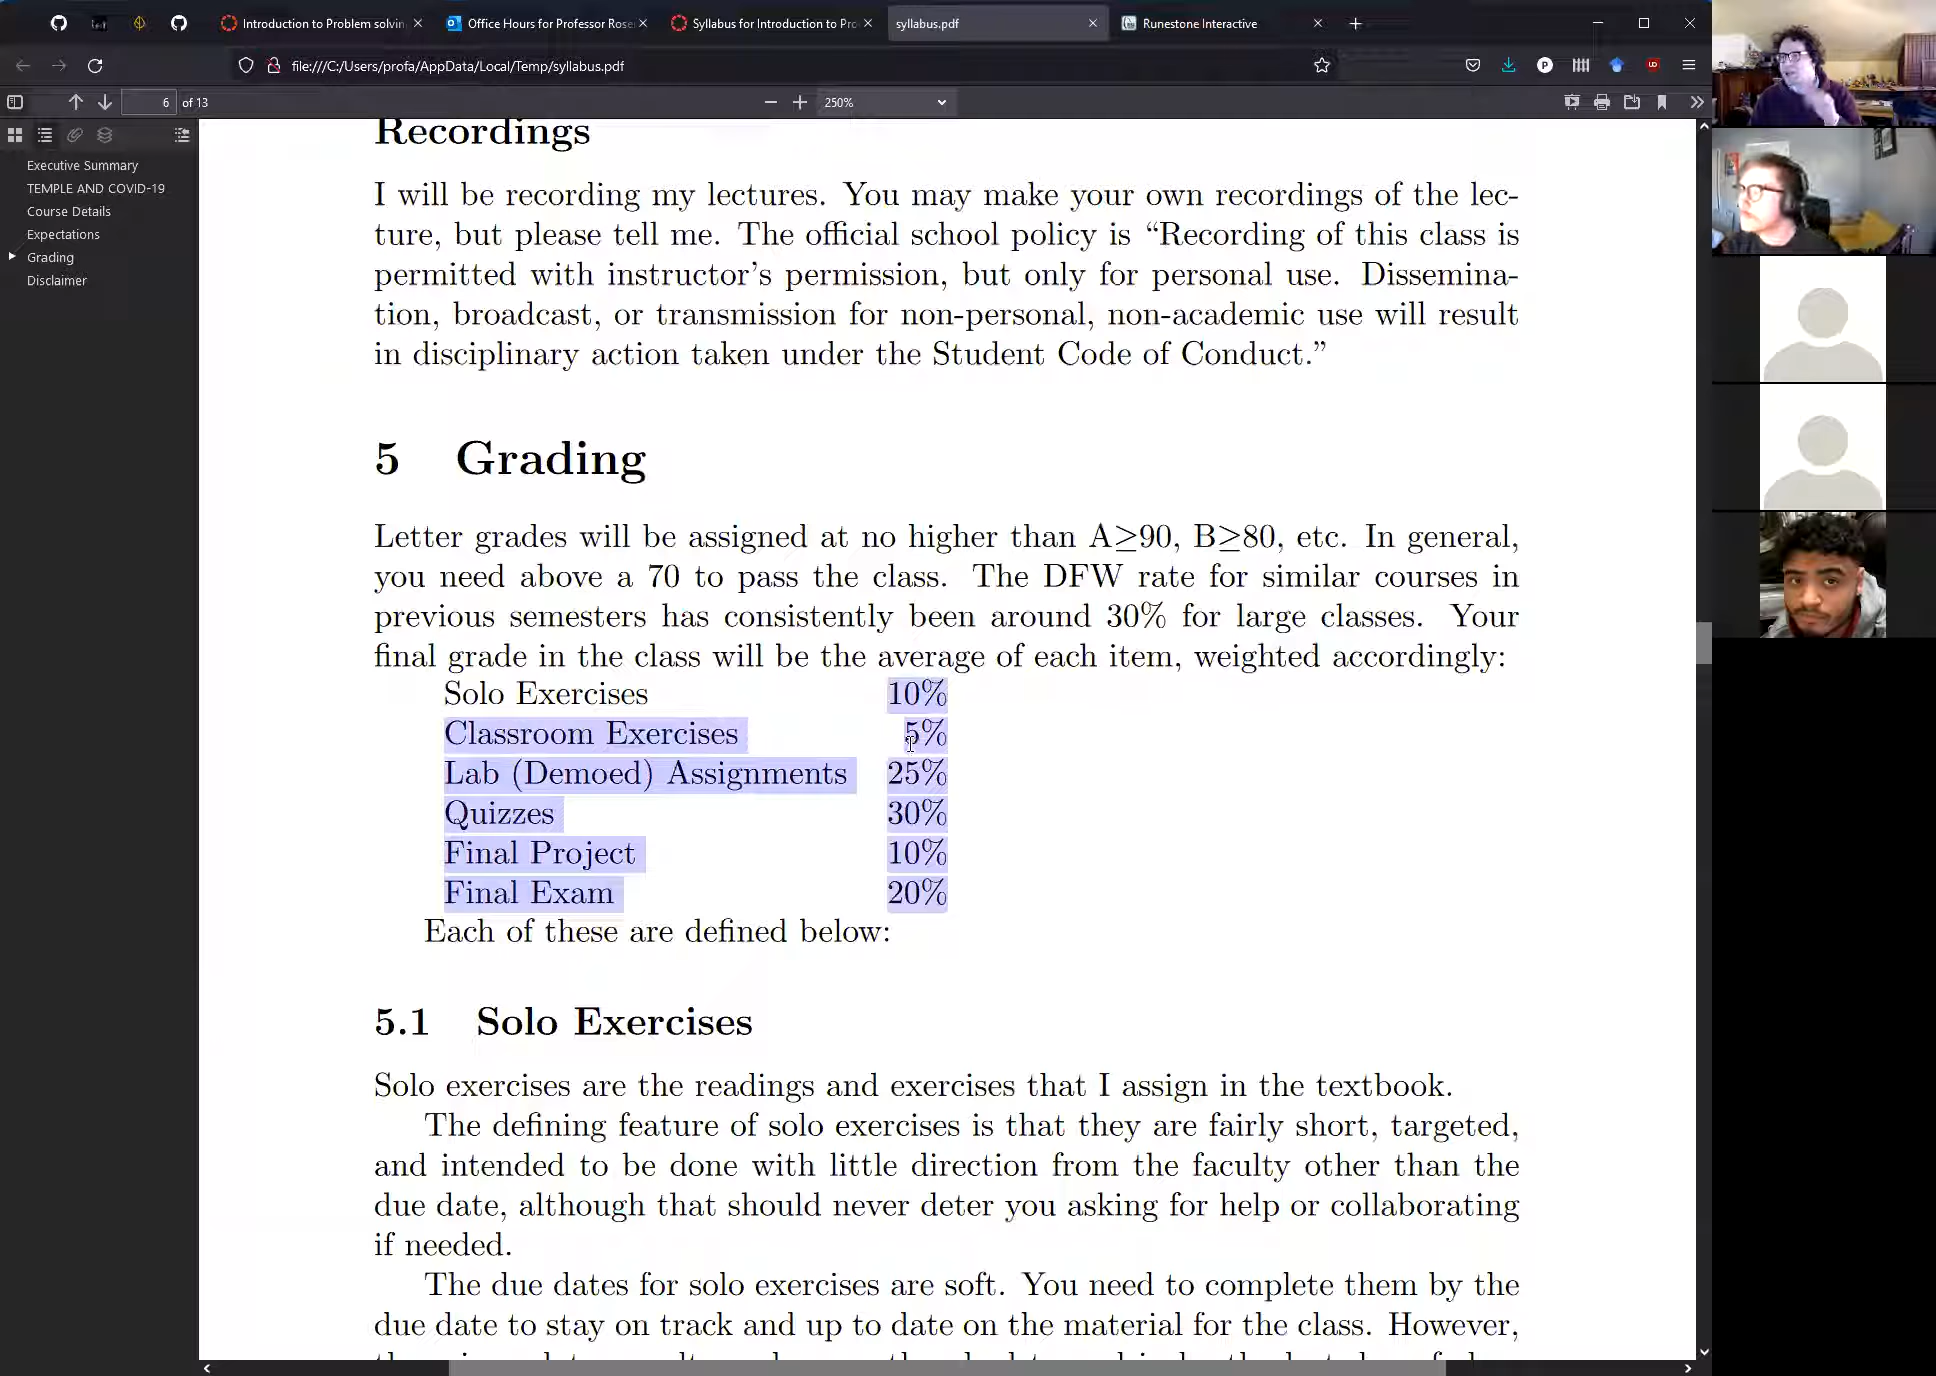 Introduction to Problem solvin
Office Hours for Professor Rose
Syllabus for Introduction to Pro
syllabus.pdf
Runestone Interactive
file:///C:/Users/profa/AppData/Local/Temp/syllabus.pdf
6 of 13
250%
Executive Summary
TEMPLE AND COVID-19
Course Details
Expectations
Grading
Disclaimer
Recordings
I will be recording my lectures. You may make your own recordings of the lec-
ture, but please tell me. The official school policy is “Recording of this class is
permitted with instructor’s permission, but only for personal use. Dissemina-
tion, broadcast, or transmission for non-personal, non-academic use will result
in disciplinary action taken under the Student Code of Conduct.”
5 Grading
Letter grades will be assigned at no higher than A≥90, B≥80, etc. In general,
you need above a 70 to pass the class. The DFW rate for similar courses in
previous semesters has consistently been around 30% for large classes. Your
final grade in the class will be the average of each item, weighted accordingly:
Solo Exercises 10%
Classroom Exercises 5%
Lab (Demoed) Assignments 25%
Quizzes 30%
Final Project 10%
Final Exam 20%
Each of these are defined below:
5.1 Solo Exercises
Solo exercises are the readings and exercises that I assign in the textbook.
The defining feature of solo exercises is that they are fairly short, targeted,
and intended to be done with little direction from the faculty other than the
due date, although that should never deter you asking for help or collaborating
if needed.
The due dates for solo exercises are soft. You need to complete them by the
due date to stay on track and up to date on the material for the class. However,